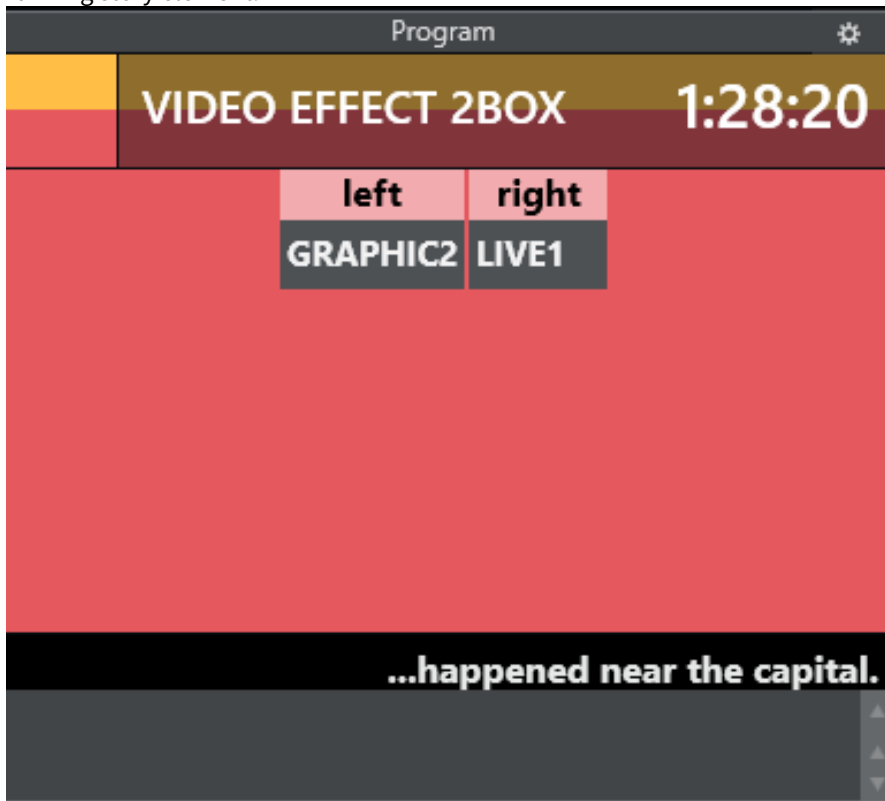 Program
VIDEO EFFECT 2BOX 1:28:20
left right
GRAPHIC2 LIVE1
...happened near the capital.